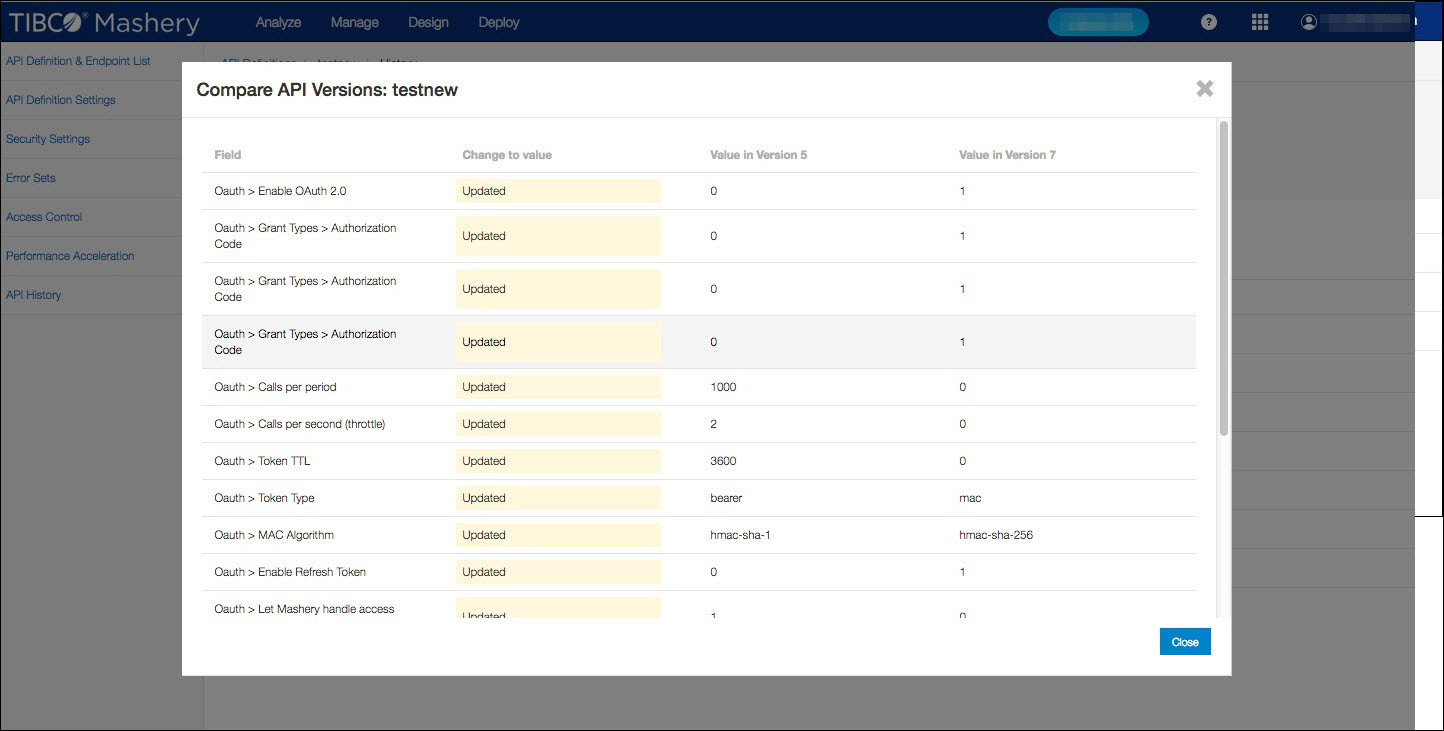 TIBCO® Mashery Analyze Manage Design Deploy
API Definition & Endpoint List
API Definition Settings
Security Settings
Error Sets
Access Control
Performance Acceleration
API History
API Definitions testnew History
Compare API Versions: testnew
Field Change to value Value in Version 5 Value in Version 7
Oauth > Enable OAuth 2.0 Updated 0 1
Oauth > Grant Types > Authorization
Code Updated 0 1
Oauth > Grant Types > Authorization
Code Updated 0 1
Oauth > Grant Types > Authorization
Code Updated 0 1
Oauth > Calls per period Updated 1000 0
Oauth > Calls per second (throttle) Updated 2 0
Oauth > Token TTL Updated 3600 0
Oauth > Token Type Updated bearer mac
Oauth > MAC Algorithm Updated hmac-sha-1 hmac-sha-256
Oauth > Enable Refresh Token Updated 0 1
Oauth > Let Mashery handle access
Updated 1 0
Close